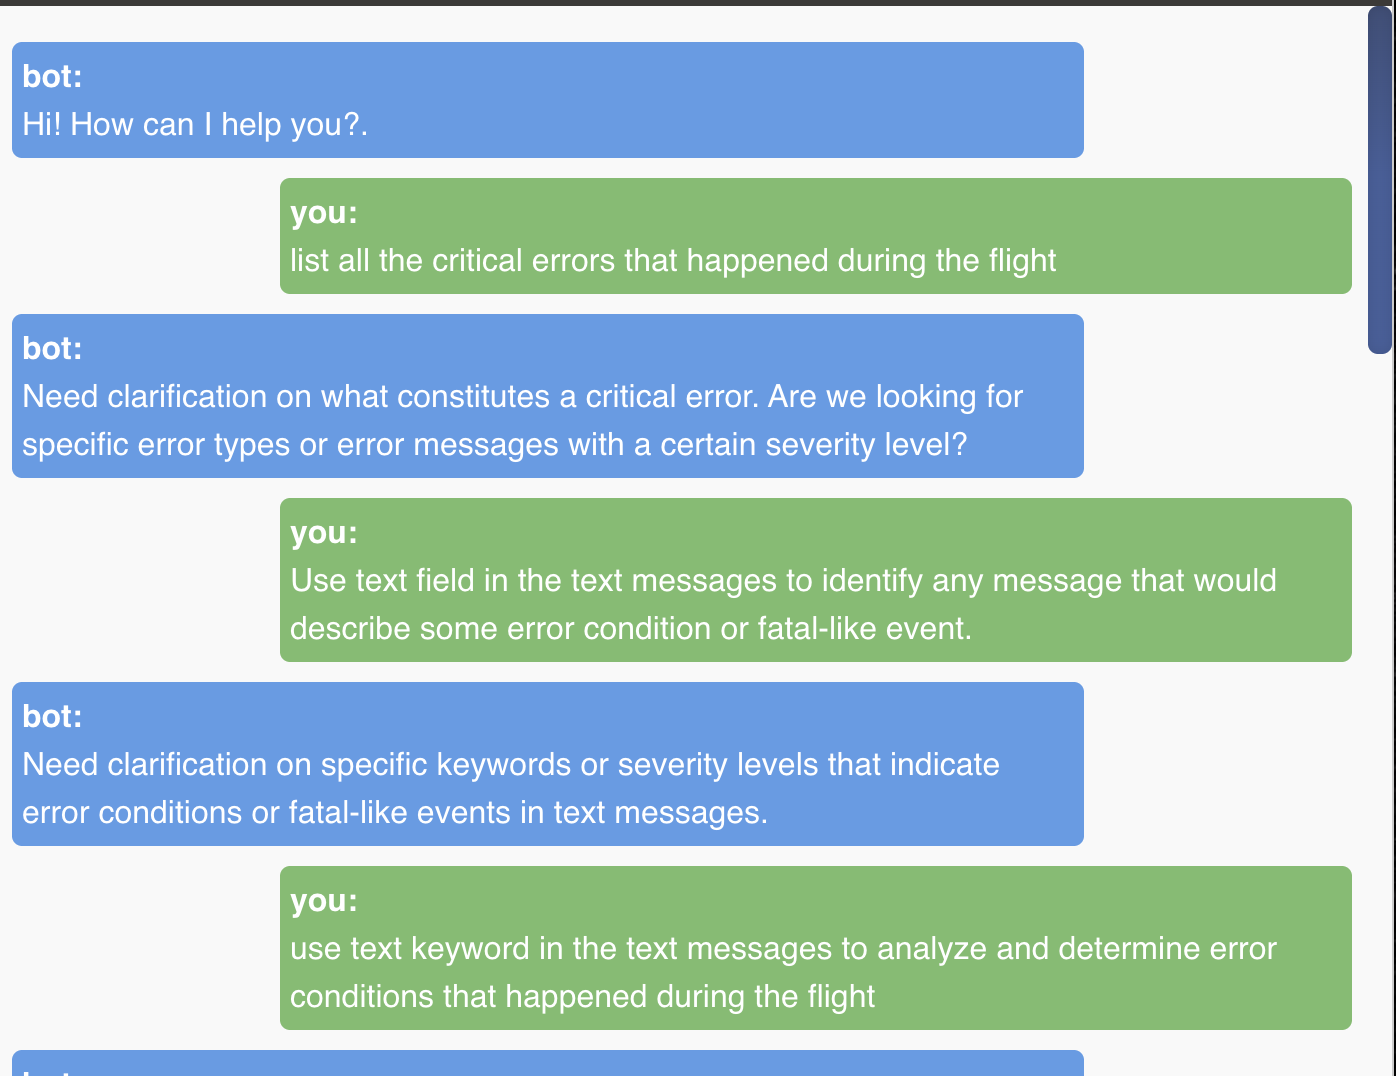 bot:
Hi! How can I help you?.
you:
list all the critical errors that happened during the flight
bot:
Need clarification on what constitutes a critical error. Are we looking for
specific error types or error messages with a certain severity level?
you:
Use text field in the text messages to identify any message that would
describe some error condition or fatal-like event.
bot:
Need clarification on specific keywords or severity levels that indicate
error conditions or fatal-like events in text messages.
you:
use text keyword in the text messages to analyze and determine error
conditions that happened during the flight